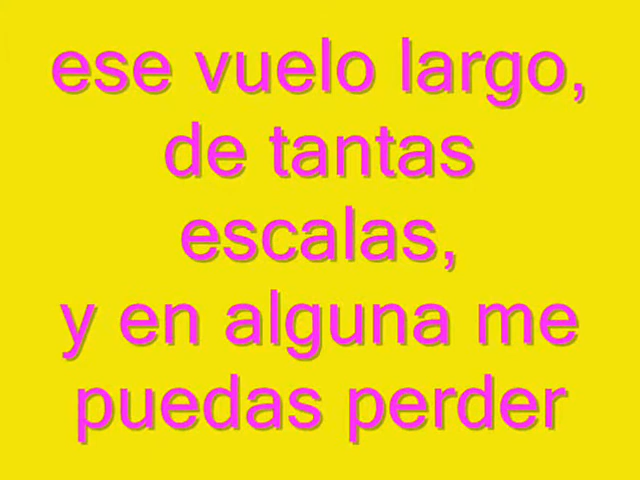 ese vuelo largo,
de tantas
escalas,
y en alguna me
puedas perder